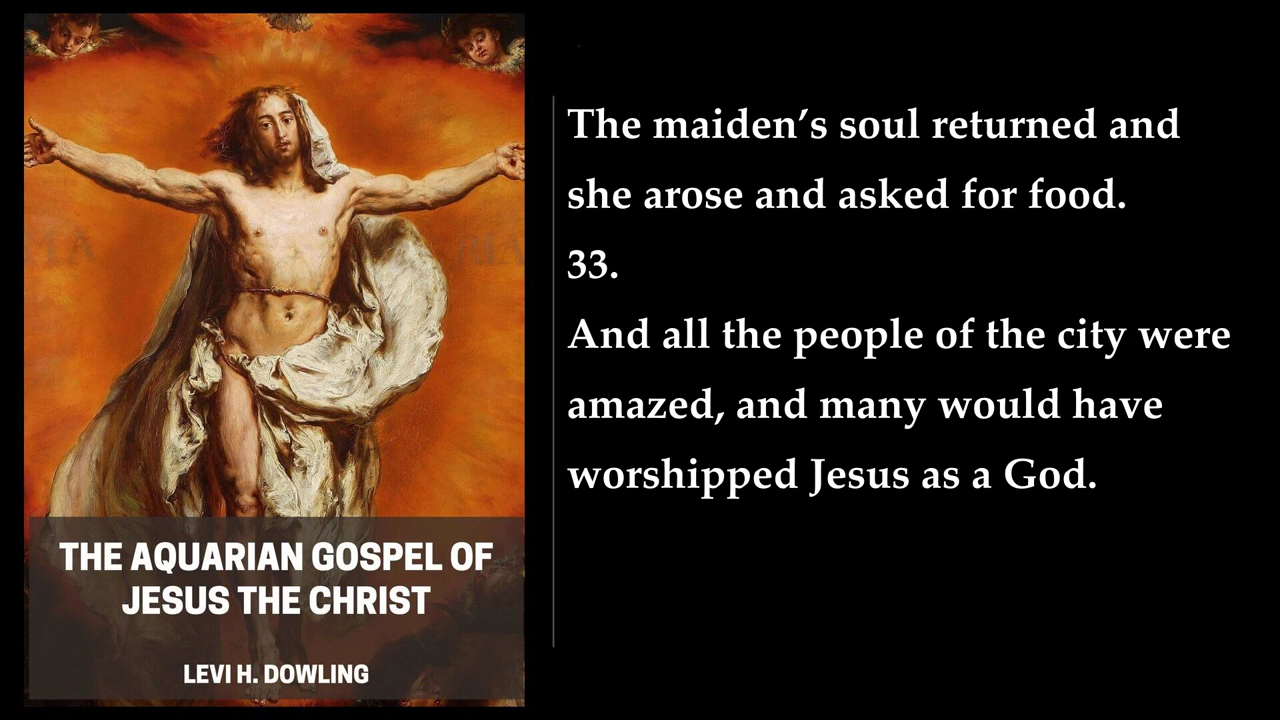 THE AQUARIAN GOSPEL OF
JESUS THE CHRIST
LEVI H. DOWLING
The maiden’s soul returned and
she arose and asked for food.
33.
And all the people of the city were
amazed, and many would have
worshipped Jesus as a God.